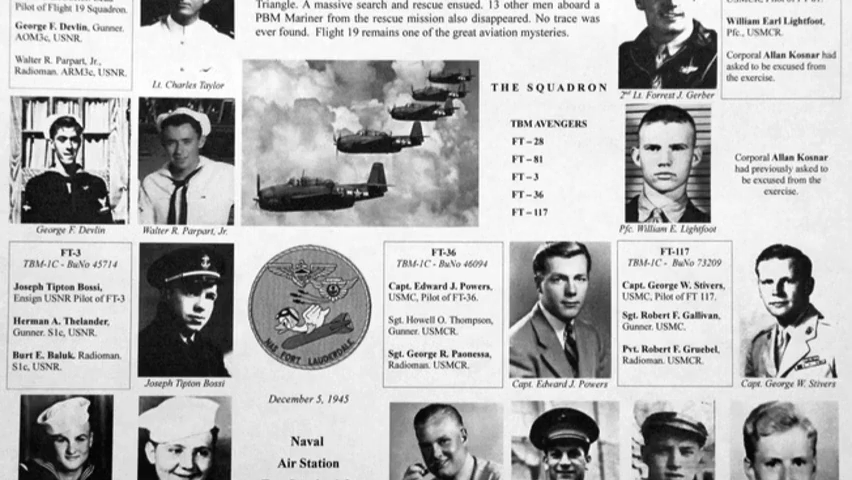 Pilot of Flight 19 Squadron.
George F. Devlin, Gunner.
AOM3c, USNR.
Walter R. Parpart, Jr.,
Radioman. ARM3c, USNR.
Lt. Charles Taylor
Triangle. A massive search and rescue ensued. 13 other men aboard a
PBM Mariner from the rescue mission also disappeared. No trace was
ever found. Flight 19 remains one of the great aviation mysteries.
2nd Lt. Forrest J. Gerber
William Earl Lightfoot,
Pfc., USMCR.
Corporal Allan Kosnar had
asked to be excused from
the exercise.
George F. Devlin
Walter R. Parpart, Jr.
THE SQUADRON
TBM AVENGERS
FT – 28
FT – 81
FT – 3
FT – 36
FT – 117
Pfc. William E. Lightfoot
Corporal Allan Kosnar
had previously asked to
be excused from the
exercise.
FT-3
TBM-1C - BuNo 45714
Joseph Tipton Bossi,
Ensign USNR Pilot of FT-3
Herman A. Thelander,
Gunner. S1c, USNR.
Burt E. Baluk, Radioman.
S1c, USNR.
Joseph Tipton Bossi
NAS FORT LAUDERDALE
FT-36
TBM-1C - BuNo 46094
Capt. Edward J. Powers,
USMC, Pilot of FT-36.
Sgt. Howell O. Thompson,
Gunner. USMCR.
Sgt. George R. Paonessa,
Radioman. USMCR.
Capt. Edward J. Powers
FT-117
TBM-1C - BuNo 73209
Capt. George W. Stivers,
USMC, Pilot of FT 117.
Sgt. Robert F. Gallivan,
Gunner. USMC.
Pvt. Robert F. Gruebel,
Radioman. USMCR.
Capt. George W. Stivers
December 5, 1945
Naval
Air Station